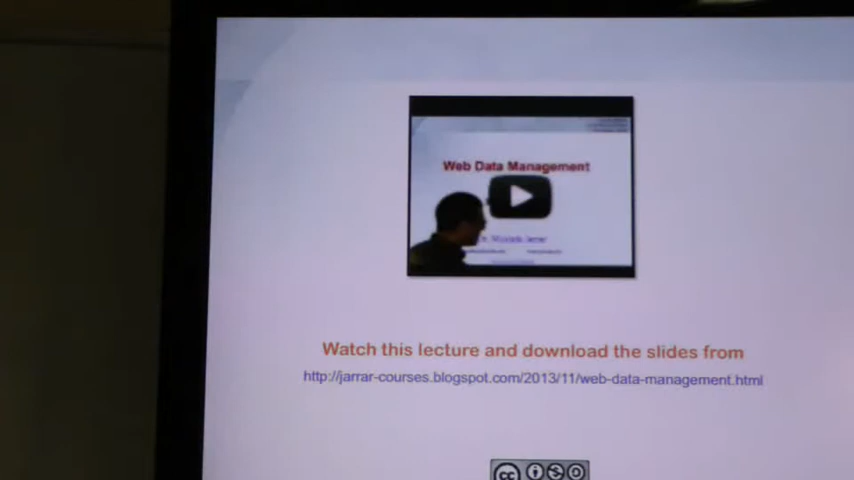 Web Data Management
Watch this lecture and download the slides from
http://jarrar-courses.blogspot.com/2013/11/web-data-management.html
cc